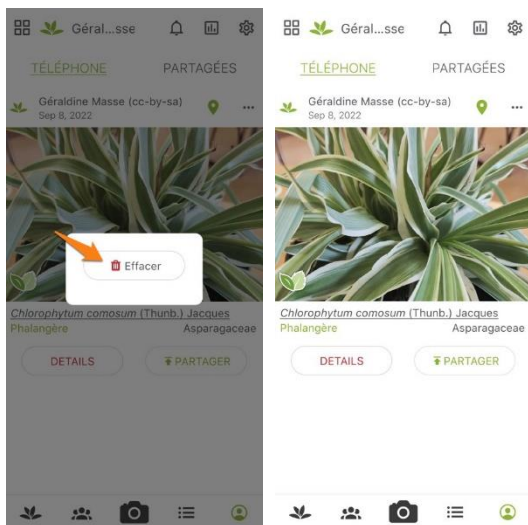 Géral...sse
TÉLÉPHONE PARTAGÉES
Géraldine Masse (cc-by-sa)
Sep 8, 2022
Effacer
Chlorophytum comosum (Thunb.) Jacques
Phalangère Asparagaceae
DETAILS PARTAGER
Géral...sse
TÉLÉPHONE PARTAGÉES
Géraldine Masse (cc-by-sa)
Sep 8, 2022
Chlorophytum comosum (Thunb.) Jacques
Phalangère Asparagaceae
DETAILS PARTAGER